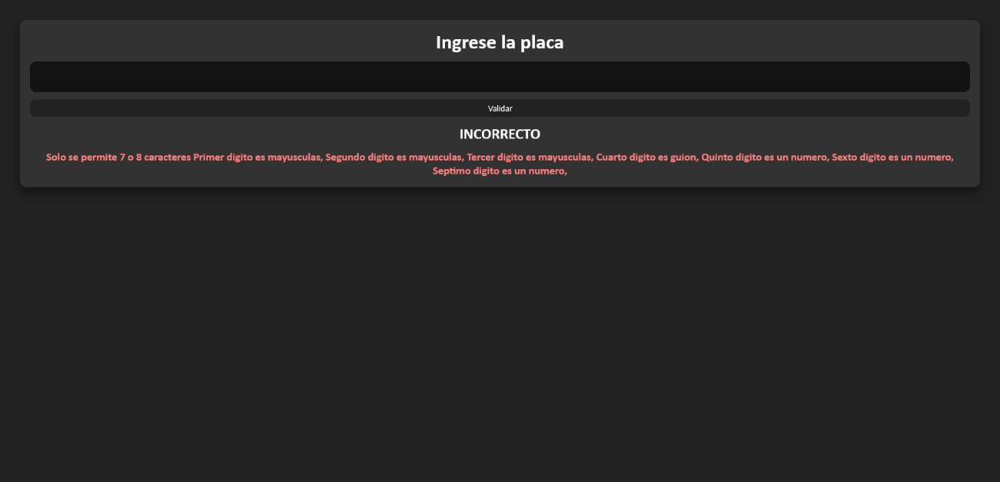 Ingrese la placa
Validar
INCORRECTO
Solo se permite 7 o 8 caracteres Primer digito es mayusculas, Segundo digito es mayusculas, Tercer digito es mayusculas, Cuarto digito es guion, Quinto digito es un numero, Sexto digito es un numero,
Septimo digito es un numero,